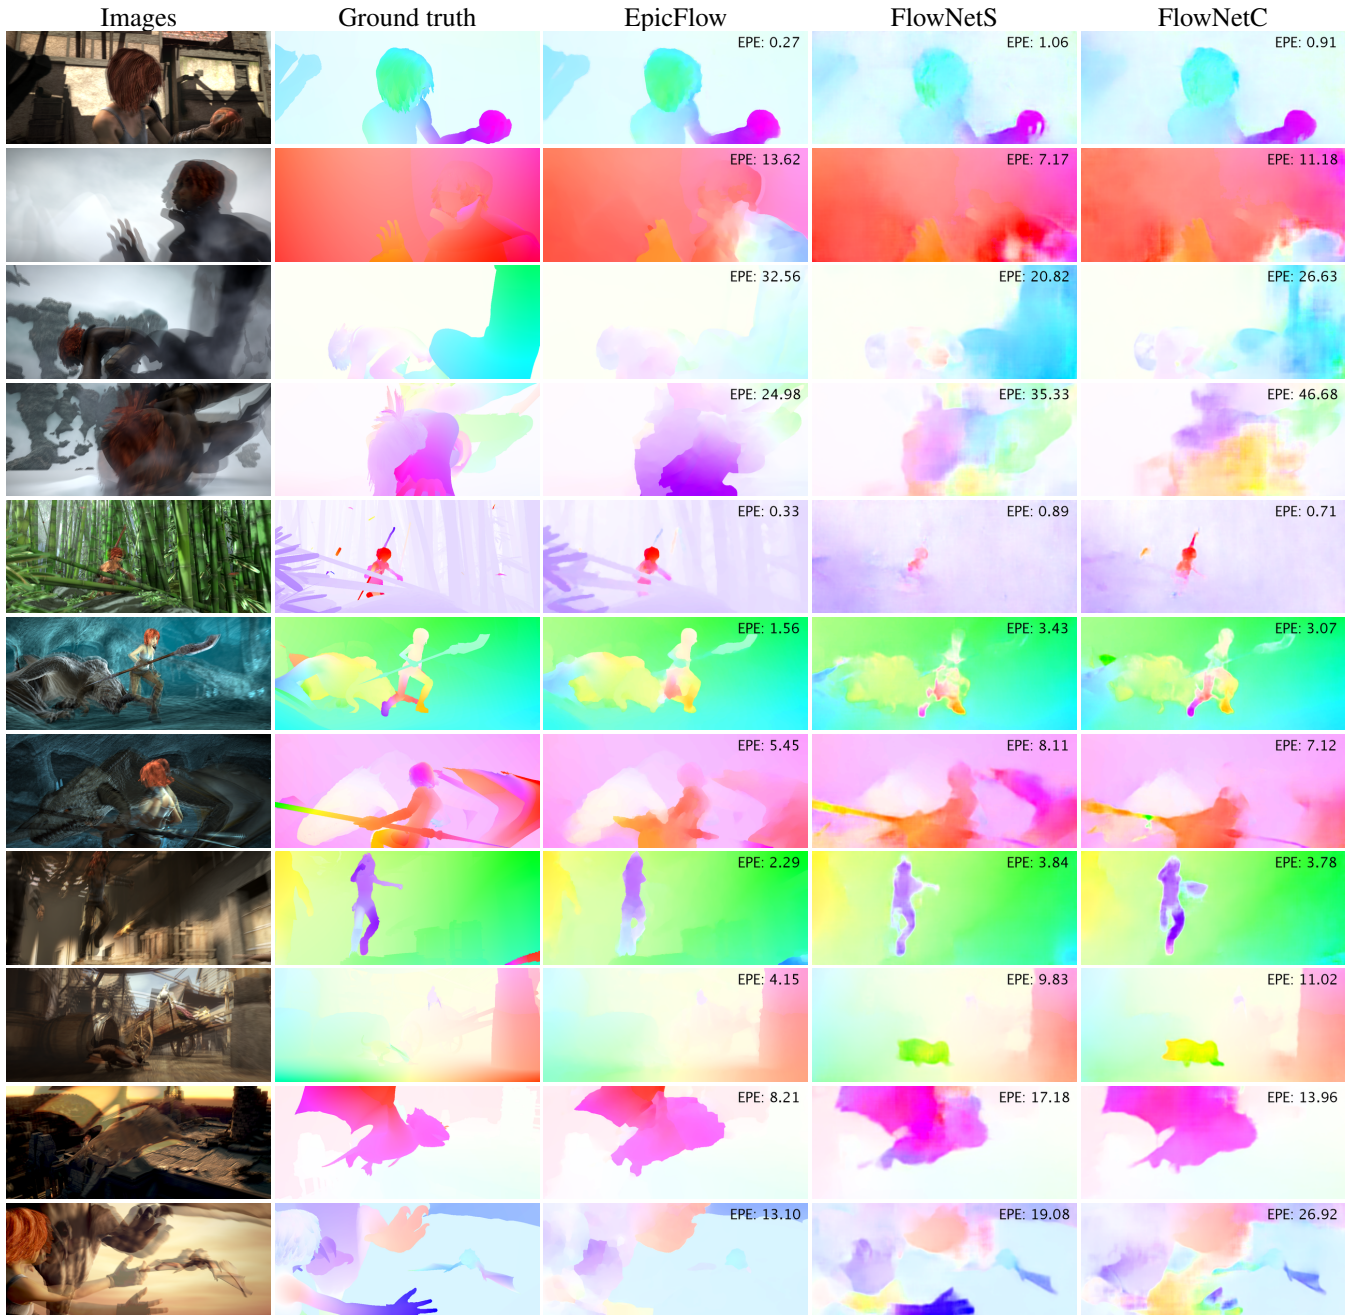 Images Ground truth EpicFlow FlowNetS FlowNetC
EPE: 0.27 EPE: 1.06 EPE: 0.91
EPE: 13.62 EPE: 7.17 EPE: 11.18
EPE: 32.56 EPE: 20.82 EPE: 26.63
EPE: 24.98 EPE: 35.33 EPE: 46.68
EPE: 0.33 EPE: 0.89 EPE: 0.71
EPE: 1.56 EPE: 3.43 EPE: 3.07
EPE: 5.45 EPE: 8.11 EPE: 7.12
EPE: 2.29 EPE: 3.84 EPE: 3.78
EPE: 4.15 EPE: 9.83 EPE: 11.02
EPE: 8.21 EPE: 17.18 EPE: 13.96
EPE: 13.10 EPE: 19.08 EPE: 26.92